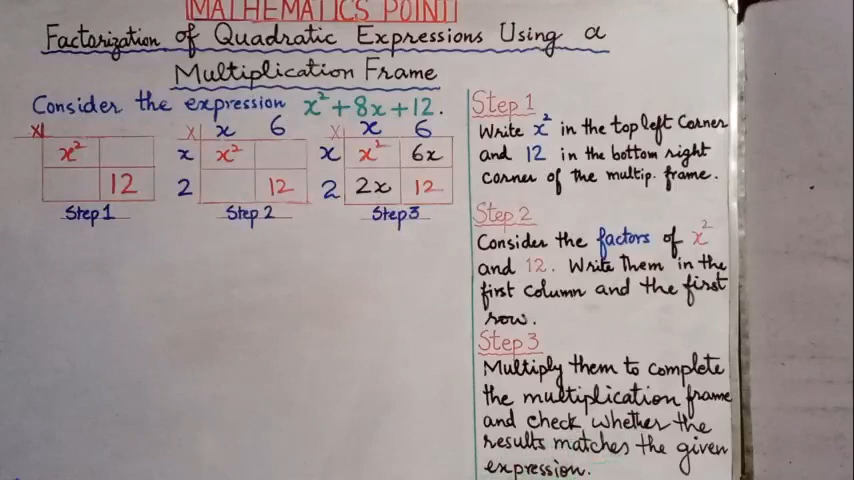 MATHEMATICS POINT
Factorization of Quadratic Expressions Using a
Multiplication Frame
Consider the expression x²+8x+12.
×
x²
12
Step 1
× x 6
x x²
2 12
Step 2
× x 6
x x² 6x
2 2x 12
Step 3
Step 1
Write x² in the top left corner
and 12 in the bottom right
corner of the multip. frame.
Step 2
Consider the factors of x²
and 12. Write them in the
first column and the first
row.
Step 3
Multiply them to complete
the multiplication frame
and check whether the
results matches the given
expression.